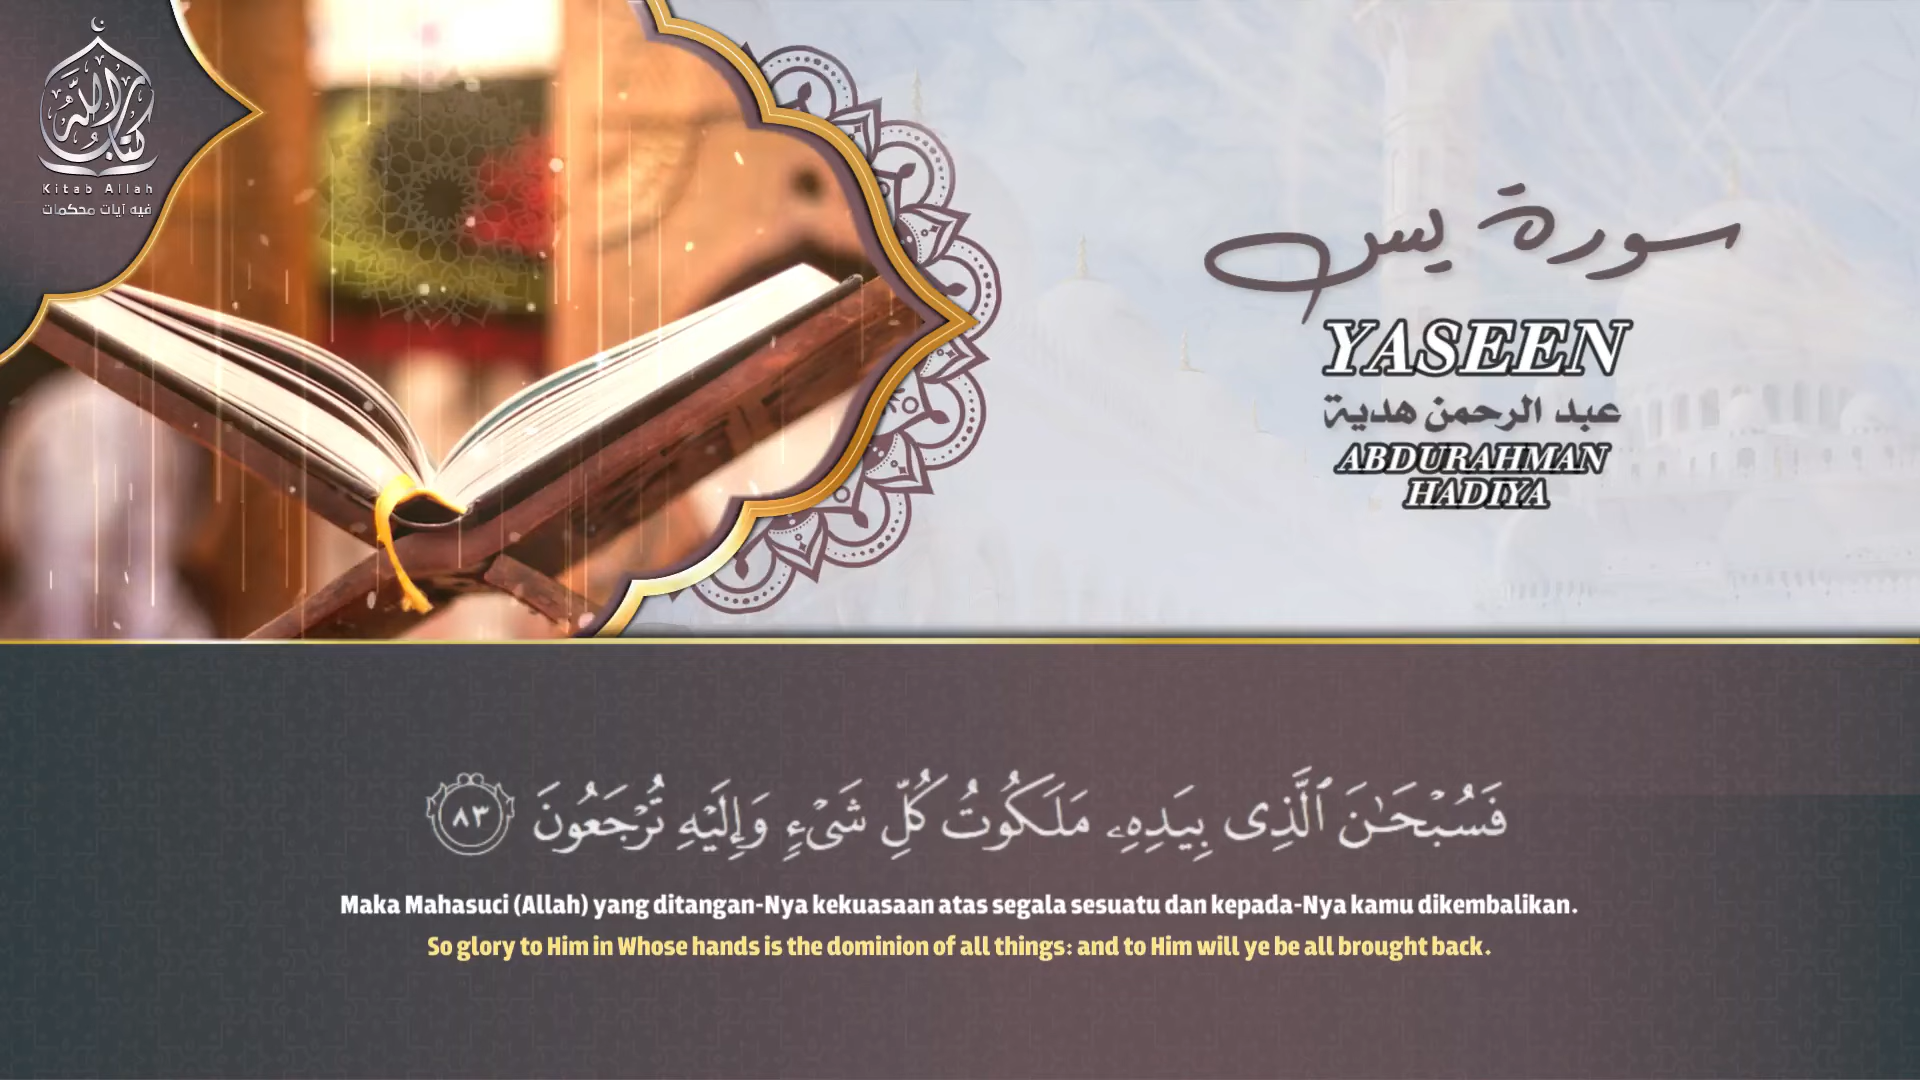 كتاب الله
Kitab Allah
فيه آيات محكمات
سورة يس
YASEEN
عبد الرحمن هدية
ABDURAHMAN
HADIYA
فَسُبْحَـٰنَ ٱلَّذِى بِيَدِهِۦ مَلَكُوتُ كُلِّ شَىْءٍ وَإِلَيْهِ تُرْجَعُونَ ٨٣
Maka Mahasuci (Allah) yang ditangan-Nya kekuasaan atas segala sesuatu dan kepada-Nya kamu dikembalikan.
So glory to Him in Whose hands is the dominion of all things: and to Him will ye be all brought back.